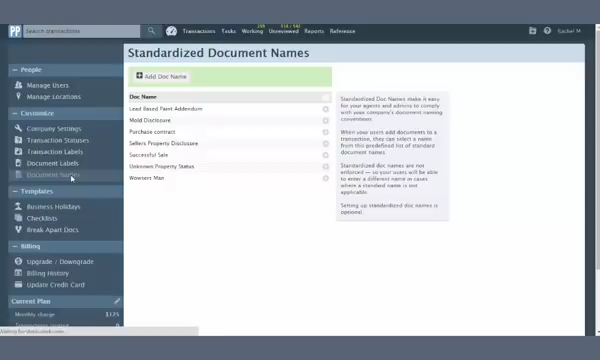 PP
Search transactions
Transactions
Tasks
Working
Unreviewed
Reports
Reference
Rachel M
Standardized Document Names
People
Manage Users
Manage Locations
Customize
Company Settings
Transaction Statuses
Transaction Labels
Document Labels
Document Names
Templates
Business Holidays
Checklists
Break Apart Docs
Billing
Upgrade / Downgrade
Billing History
Update Credit Card
Current Plan
Monthly charge $325
Add Doc Name
Doc Name
Lead Based Paint Addendum
Mold Disclosure
Purchase contract
Sellers Property Disclosure
Successful Sale
Unknown Property Status
Wowsers Man
Standardized Doc Names make it easy
for your agents and admins to comply
with your company's document naming
conventions.
When your users add documents to a
transaction, they can select a name
from this predefined list of standard
document names.
Standardized doc names are not
enforced — so your users will be able
to enter a different name in cases
where a standard name is not
applicable.
Setting up standardized doc names is
optional.